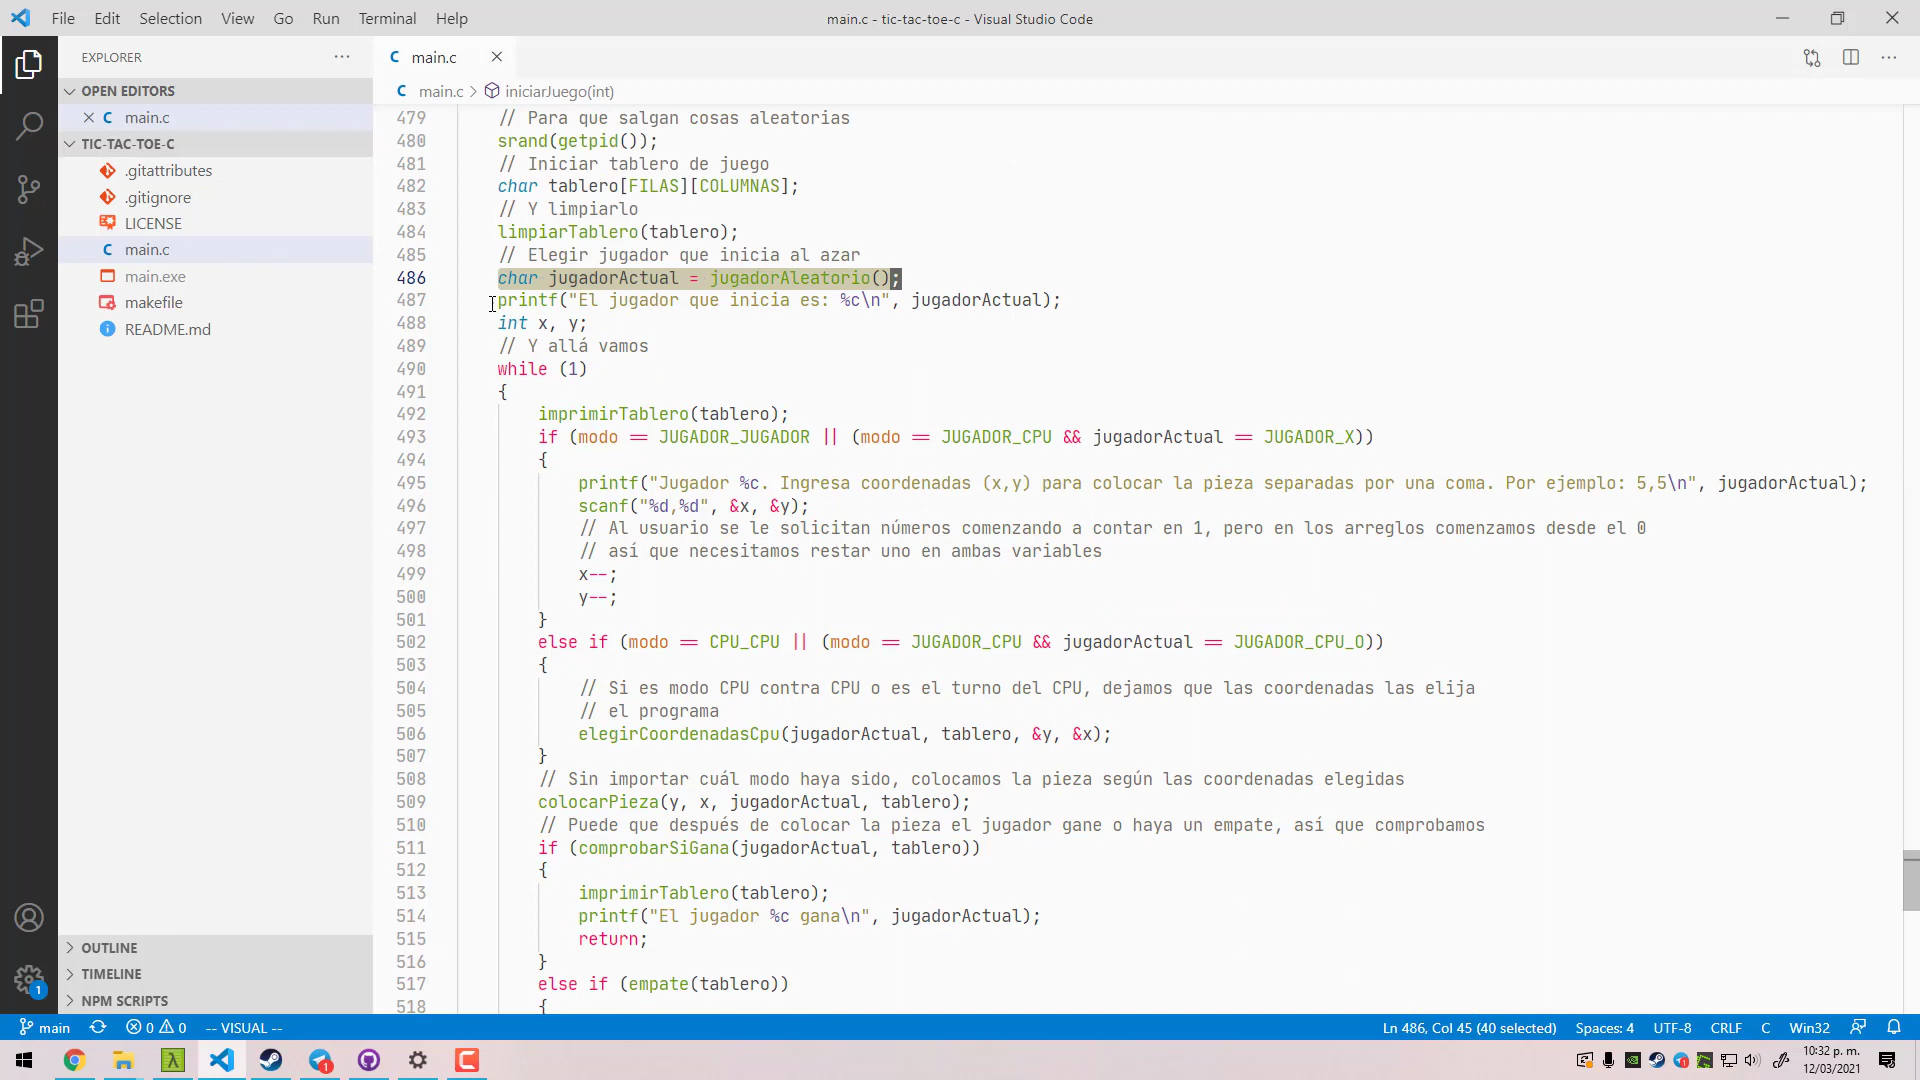 File Edit Selection View Go Run Terminal Help
main.c - tic-tac-toe-c - Visual Studio Code
EXPLORER
OPEN EDITORS
C main.c
TIC-TAC-TOE-C
.gitattributes
.gitignore
LICENSE
C main.c
main.exe
makefile
README.md
OUTLINE
TIMELINE
NPM SCRIPTS
C main.c
C main.c > iniciarJuego(int)
479 // Para que salgan cosas aleatorias
480 srand(getpid());
481 // Iniciar tablero de juego
482 char tablero[FILAS][COLUMNAS];
483 // Y limpiarlo
484 limpiarTablero(tablero);
485 // Elegir jugador que inicia al azar
486 char jugadorActual = jugadorAleatorio();
487 printf("El jugador que inicia es: %c\n", jugadorActual);
488 int x, y;
489 // Y allá vamos
490 while (1)
491 {
492 imprimirTablero(tablero);
493 if (modo == JUGADOR_JUGADOR || (modo == JUGADOR_CPU && jugadorActual == JUGADOR_X))
494 {
495 printf("Jugador %c. Ingresa coordenadas (x,y) para colocar la pieza separadas por una coma. Por ejemplo: 5,5\n", jugadorActual);
496 scanf("%d,%d", &x, &y);
497 // Al usuario se le solicitan números comenzando a contar en 1, pero en los arreglos comenzamos desde el 0
498 // así que necesitamos restar uno en ambas variables
499 x--;
500 y--;
501 }
502 else if (modo == CPU_CPU || (modo == JUGADOR_CPU && jugadorActual == JUGADOR_CPU_O))
503 {
504 // Si es modo CPU contra CPU o es el turno del CPU, dejamos que las coordenadas las elija
505 // el programa
506 elegirCoordenadasCpu(jugadorActual, tablero, &y, &x);
507 }
508 // Sin importar cuál modo haya sido, colocamos la pieza según las coordenadas elegidas
509 colocarPieza(y, x, jugadorActual, tablero);
510 // Puede que después de colocar la pieza el jugador gane o haya un empate, así que comprobamos
511 if (comprobarSiGana(jugadorActual, tablero))
512 {
513 imprimirTablero(tablero);
514 printf("El jugador %c gana\n", jugadorActual);
515 return;
516 }
517 else if (empate(tablero))
518 {
1
main 0 0 -- VISUAL -- Ln 486, Col 45 (40 selected) Spaces: 4 UTF-8 CRLF C Win32
1
10:32 p. m.
12/03/2021